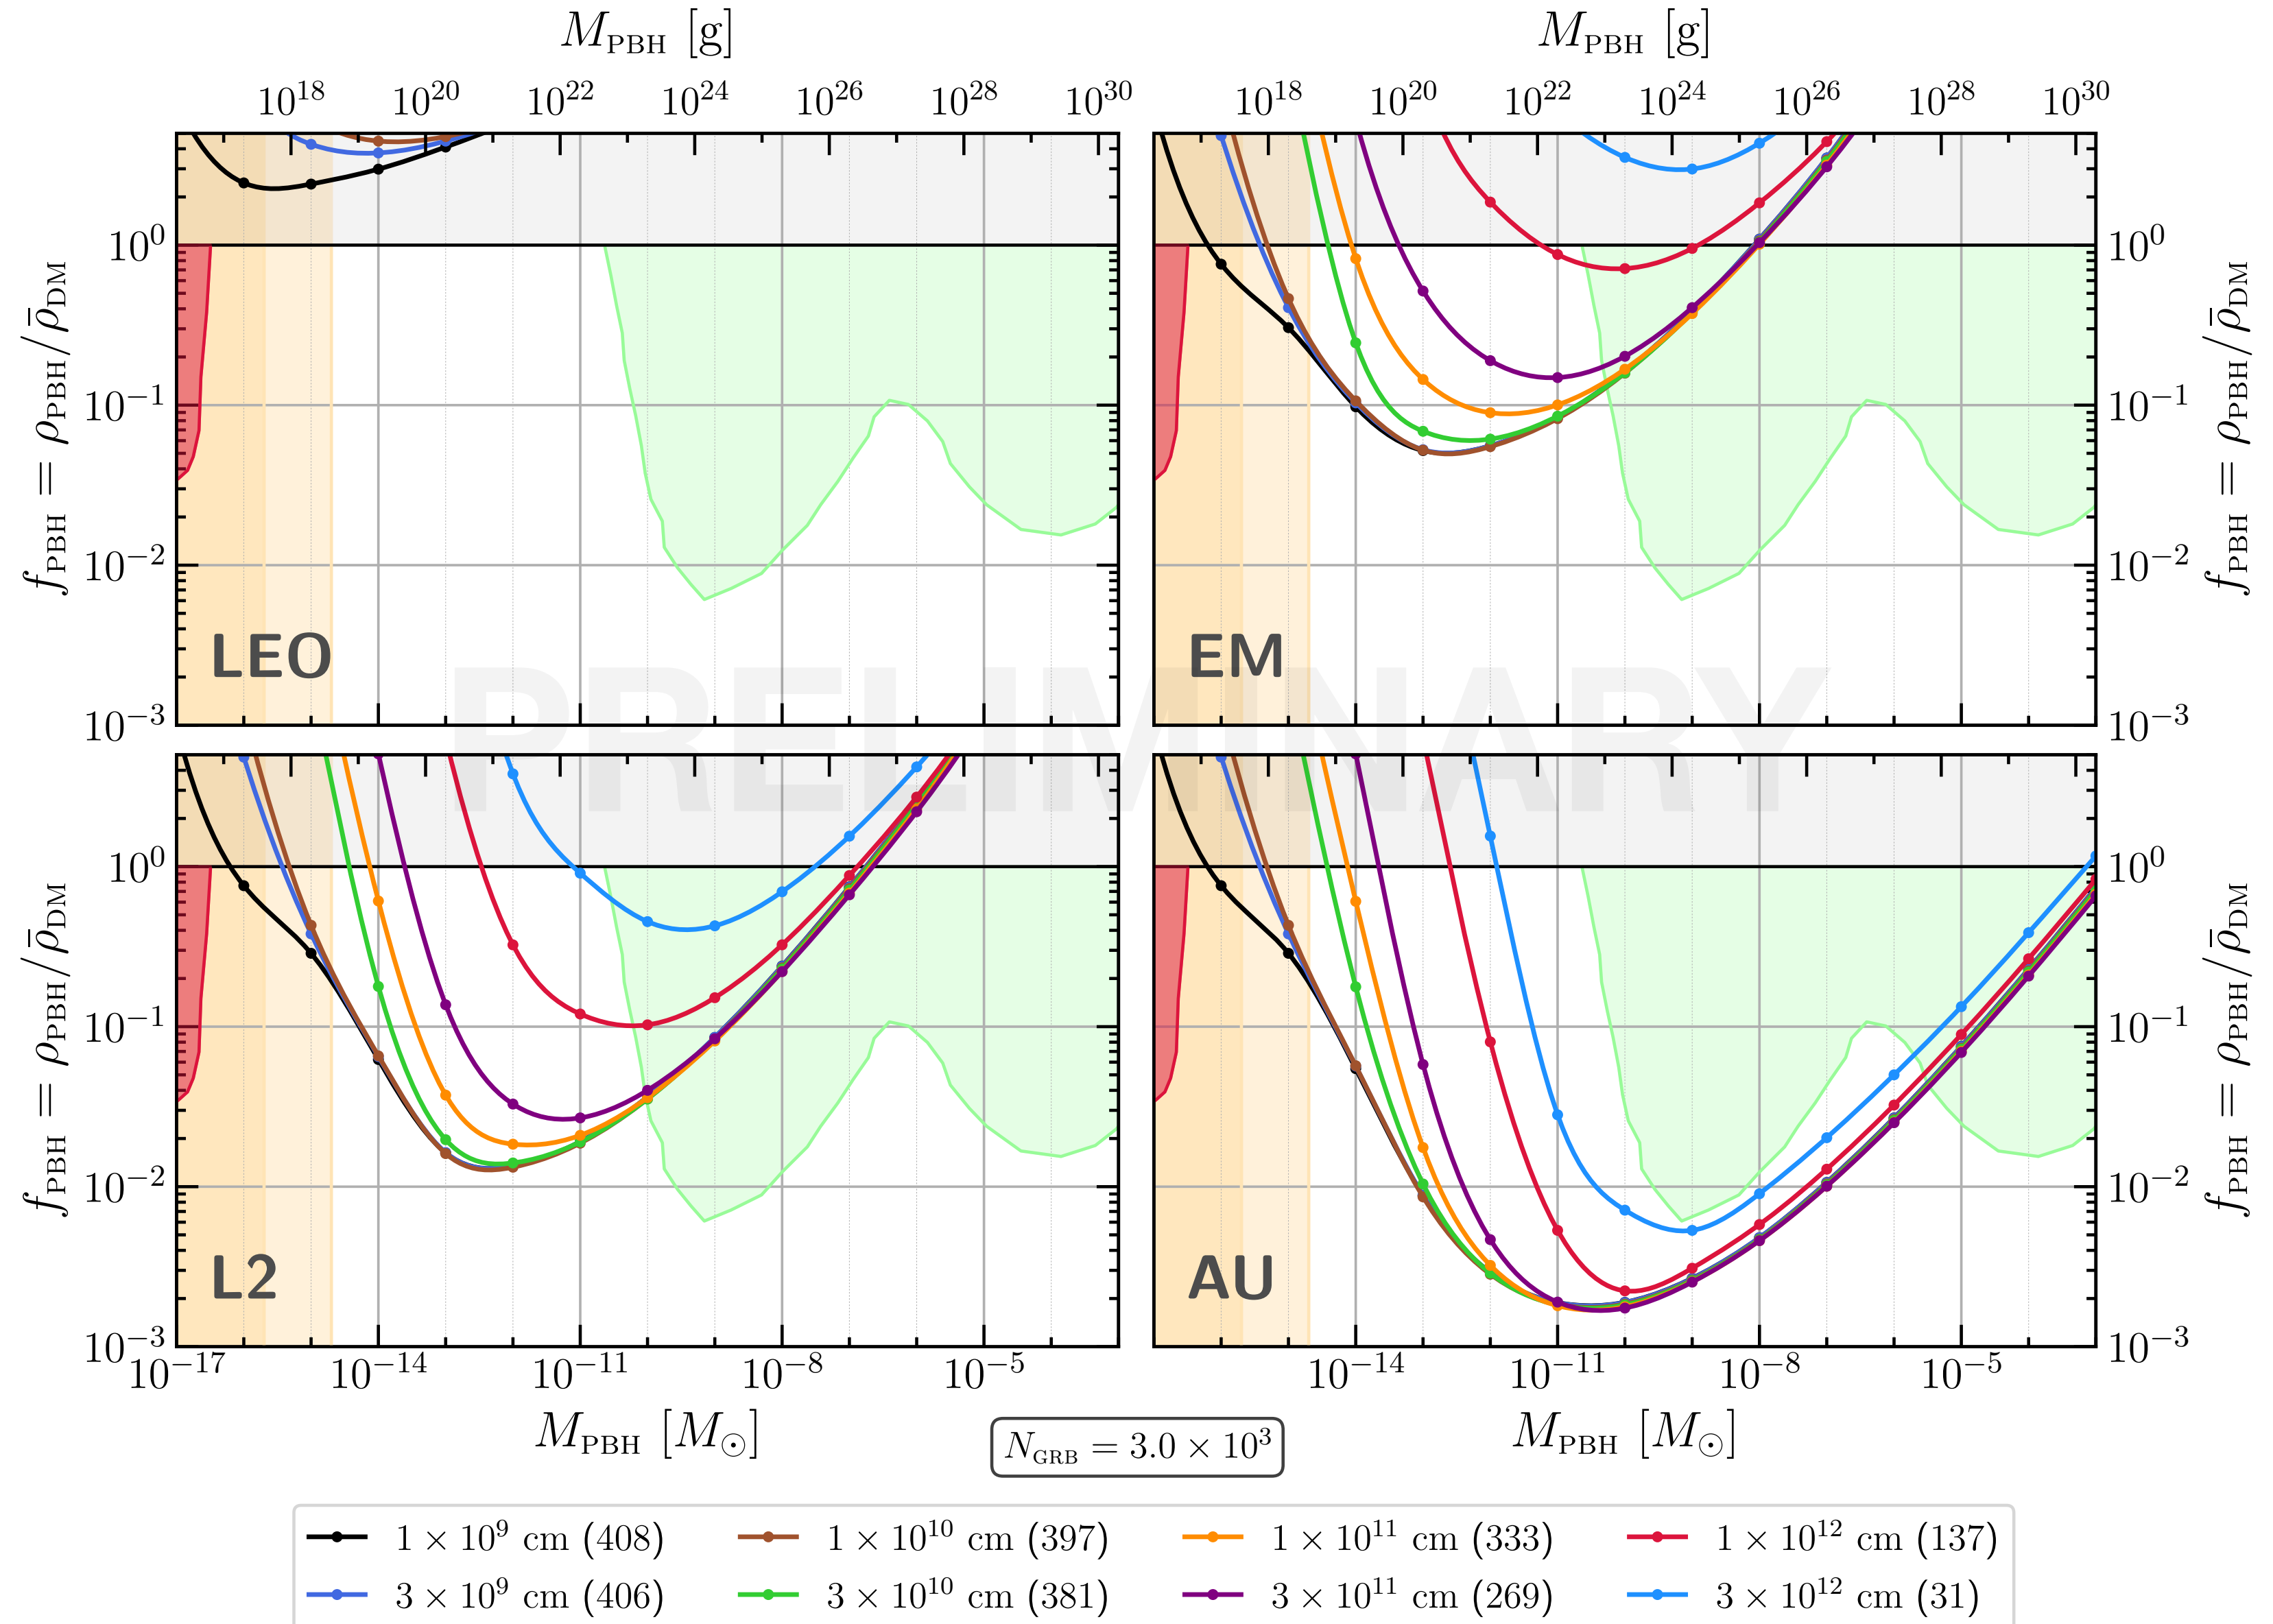 M_PBH [g] M_PBH [g]
10^18 10^20 10^22 10^24 10^26 10^28 10^30 10^18 10^20 10^22 10^24 10^26 10^28 10^30
10^0 10^0
10^−1 10^−1
10^−2 10^−2
10^−3 10^−3
f_PBH = ρ_PBH/ρ̄_DM f_PBH = ρ_PBH/ρ̄_DM
LEO EM
PRELIMINARY
10^0 10^0
10^−1 10^−1
10^−2 10^−2
10^−3 10^−3
f_PBH = ρ_PBH/ρ̄_DM f_PBH = ρ_PBH/ρ̄_DM
L2 AU
10^−17 10^−14 10^−11 10^−8 10^−5 10^−14 10^−11 10^−8 10^−5
M_PBH [M_⊙] M_PBH [M_⊙]
N_GRB = 3.0 × 10^3
1 × 10^9 cm (408) 1 × 10^10 cm (397) 1 × 10^11 cm (333) 1 × 10^12 cm (137)
3 × 10^9 cm (406) 3 × 10^10 cm (381) 3 × 10^11 cm (269) 3 × 10^12 cm (31)